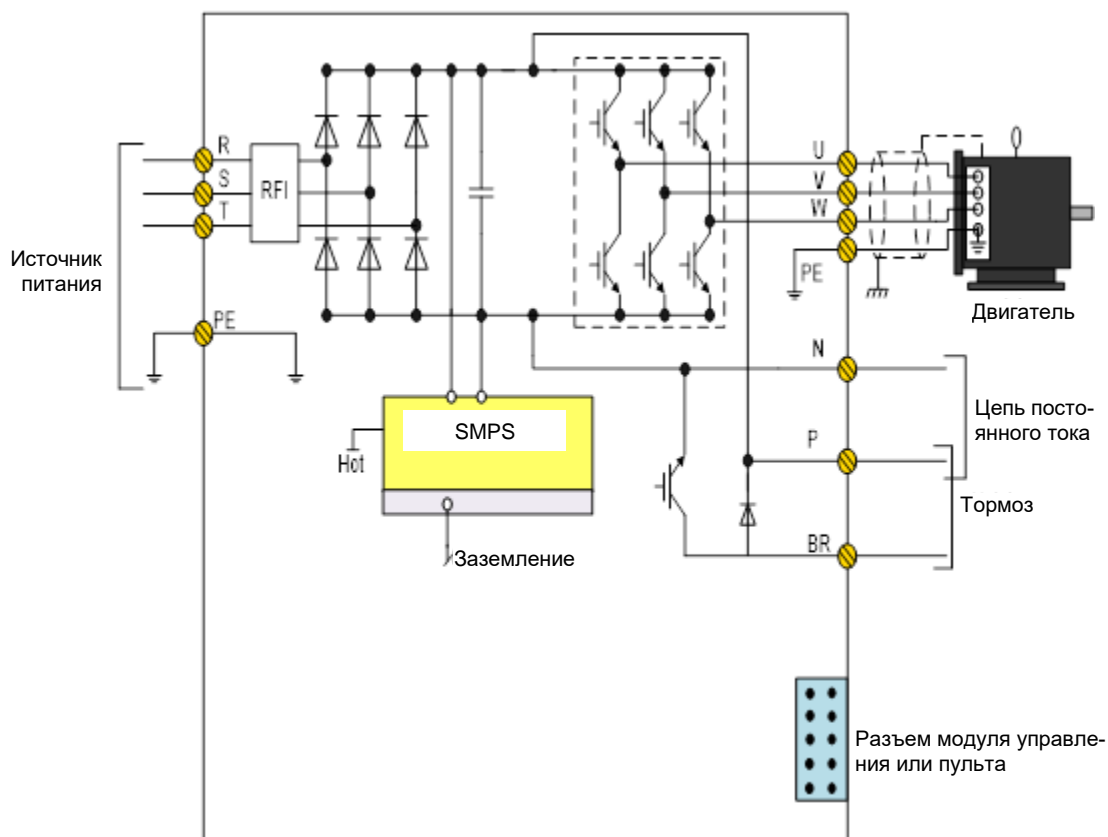 R
S
T
RFI
Источник
питания
PE
U
V
W
PE
Двигатель
N
Цепь посто-
янного тока
SMPS
Hot
P
Тормоз
BR
Заземление
Разъем модуля управле-
ния или пульта